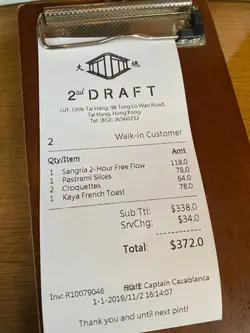 大 燒
2nd DRAFT
G/F, Little Tai Hang, 98 Tung Lo Wan Road,
Tai Hang, Hong Kong
Tel: (852) 26560232
2 Walk-in Customer
Qty/Item Amt
1 Sangria 2-Hour Free Flow 118.0
1 Pastrami Slices 78.0
2 Croquettes 64.0
1 Kaya French Toast 78.0
Sub Ttl: $338.0
SrvChg: $34.0
Total: $372.0
Inv: R10079046 Captain Cazablanca
1-1-2019/11/2 16:14:07
Thank you and until next pint!